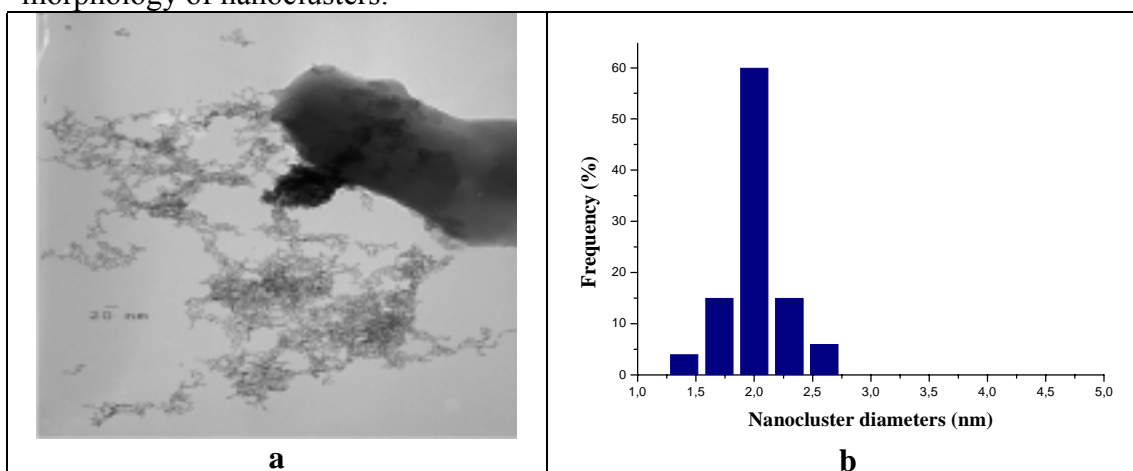 morphology of nanoclusters.
20 nm
a
60
50
40
30
20
10
0
Frequency (%)
1,0 1,5 2,0 2,5 3,0 3,5 4,0 4,5 5,0
Nanocluster diameters (nm)
b